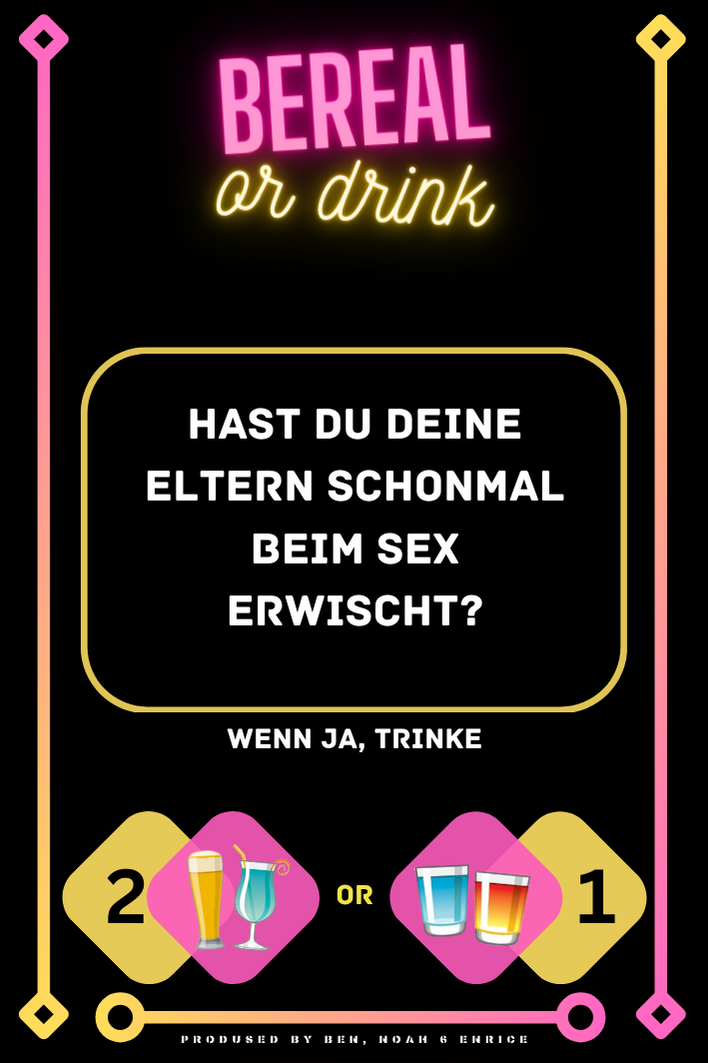 BEREAL
or drink
HAST DU DEINE
ELTERN SCHONMAL
BEIM SEX
ERWISCHT?
WENN JA, TRINKE
2 OR 1
PRODUSED BY BEN, NOAH & ENRICE